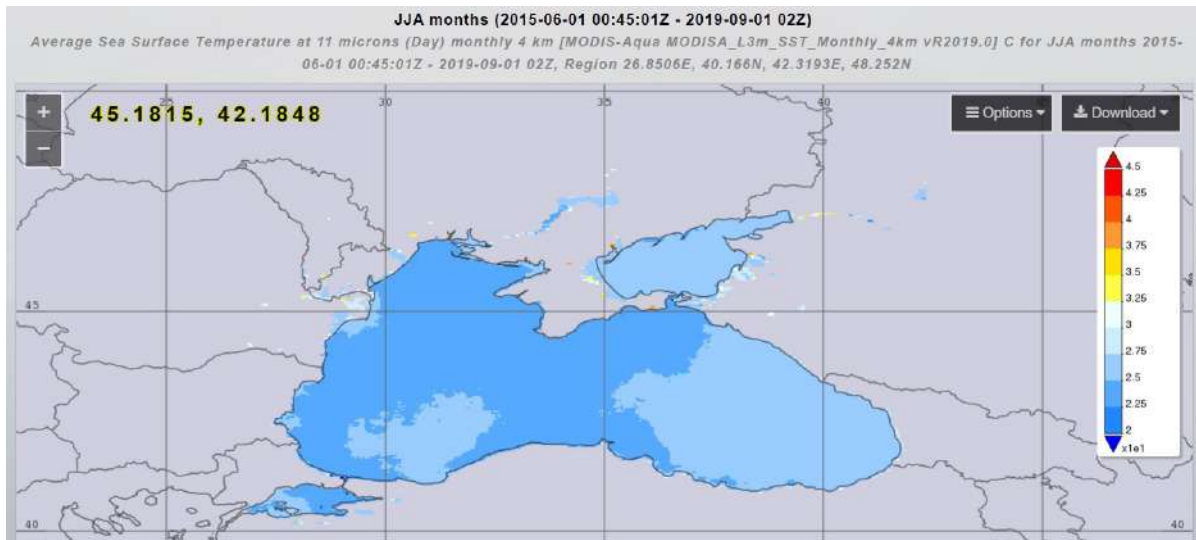 JJA months (2015-06-01 00:45:01Z - 2019-09-01 02Z)
Average Sea Surface Temperature at 11 microns (Day) monthly 4 km [MODIS-Aqua MODISA_L3m_SST_Monthly_4km vR2019.0] C for JJA months 2015-
06-01 00:45:01Z - 2019-09-01 02Z, Region 26.8506E, 40.166N, 42.3193E, 48.252N
25 30 35 40
+
45.1815, 42.1848
−
Options
Download
4.5
4.25
4
3.75
3.5
3.25
3
2.75
2.5
2.25
2
x1e1
45
40 40